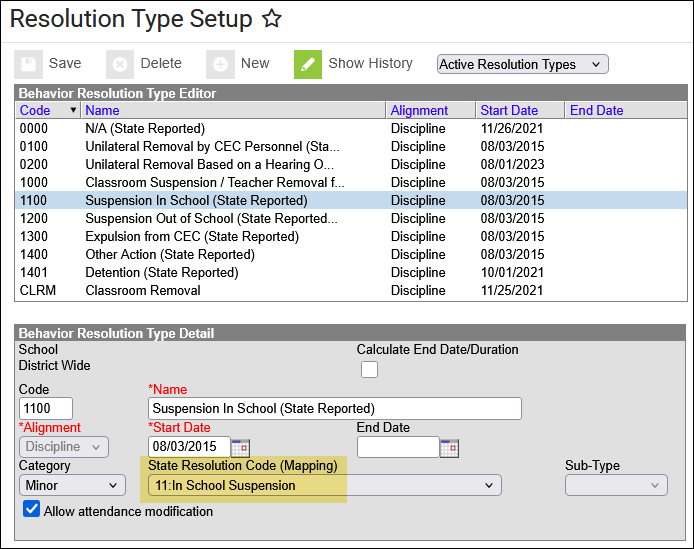 Resolution Type Setup
Save Delete New Show History Active Resolution Types
Behavior Resolution Type Editor
Code Name Alignment Start Date End Date
0000 N/A (State Reported) Discipline 11/26/2021
0100 Unilateral Removal by CEC Personnel (Sta... Discipline 08/03/2015
0200 Unilateral Removal Based on a Hearing O... Discipline 08/01/2023
1000 Classroom Suspension / Teacher Removal f... Discipline 08/03/2015
1100 Suspension In School (State Reported) Discipline 08/03/2015
1200 Suspension Out of School (State Reported... Discipline 08/03/2015
1300 Expulsion from CEC (State Reported) Discipline 08/03/2015
1400 Other Action (State Reported) Discipline 08/03/2015
1401 Detention (State Reported) Discipline 10/01/2021
CLRM Classroom Removal Discipline 11/25/2021
Behavior Resolution Type Detail
School Calculate End Date/Duration
District Wide
Code *Name
1100 Suspension In School (State Reported)
*Alignment *Start Date End Date
Discipline 08/03/2015
Category State Resolution Code (Mapping) Sub-Type
Minor 11:In School Suspension
Allow attendance modification